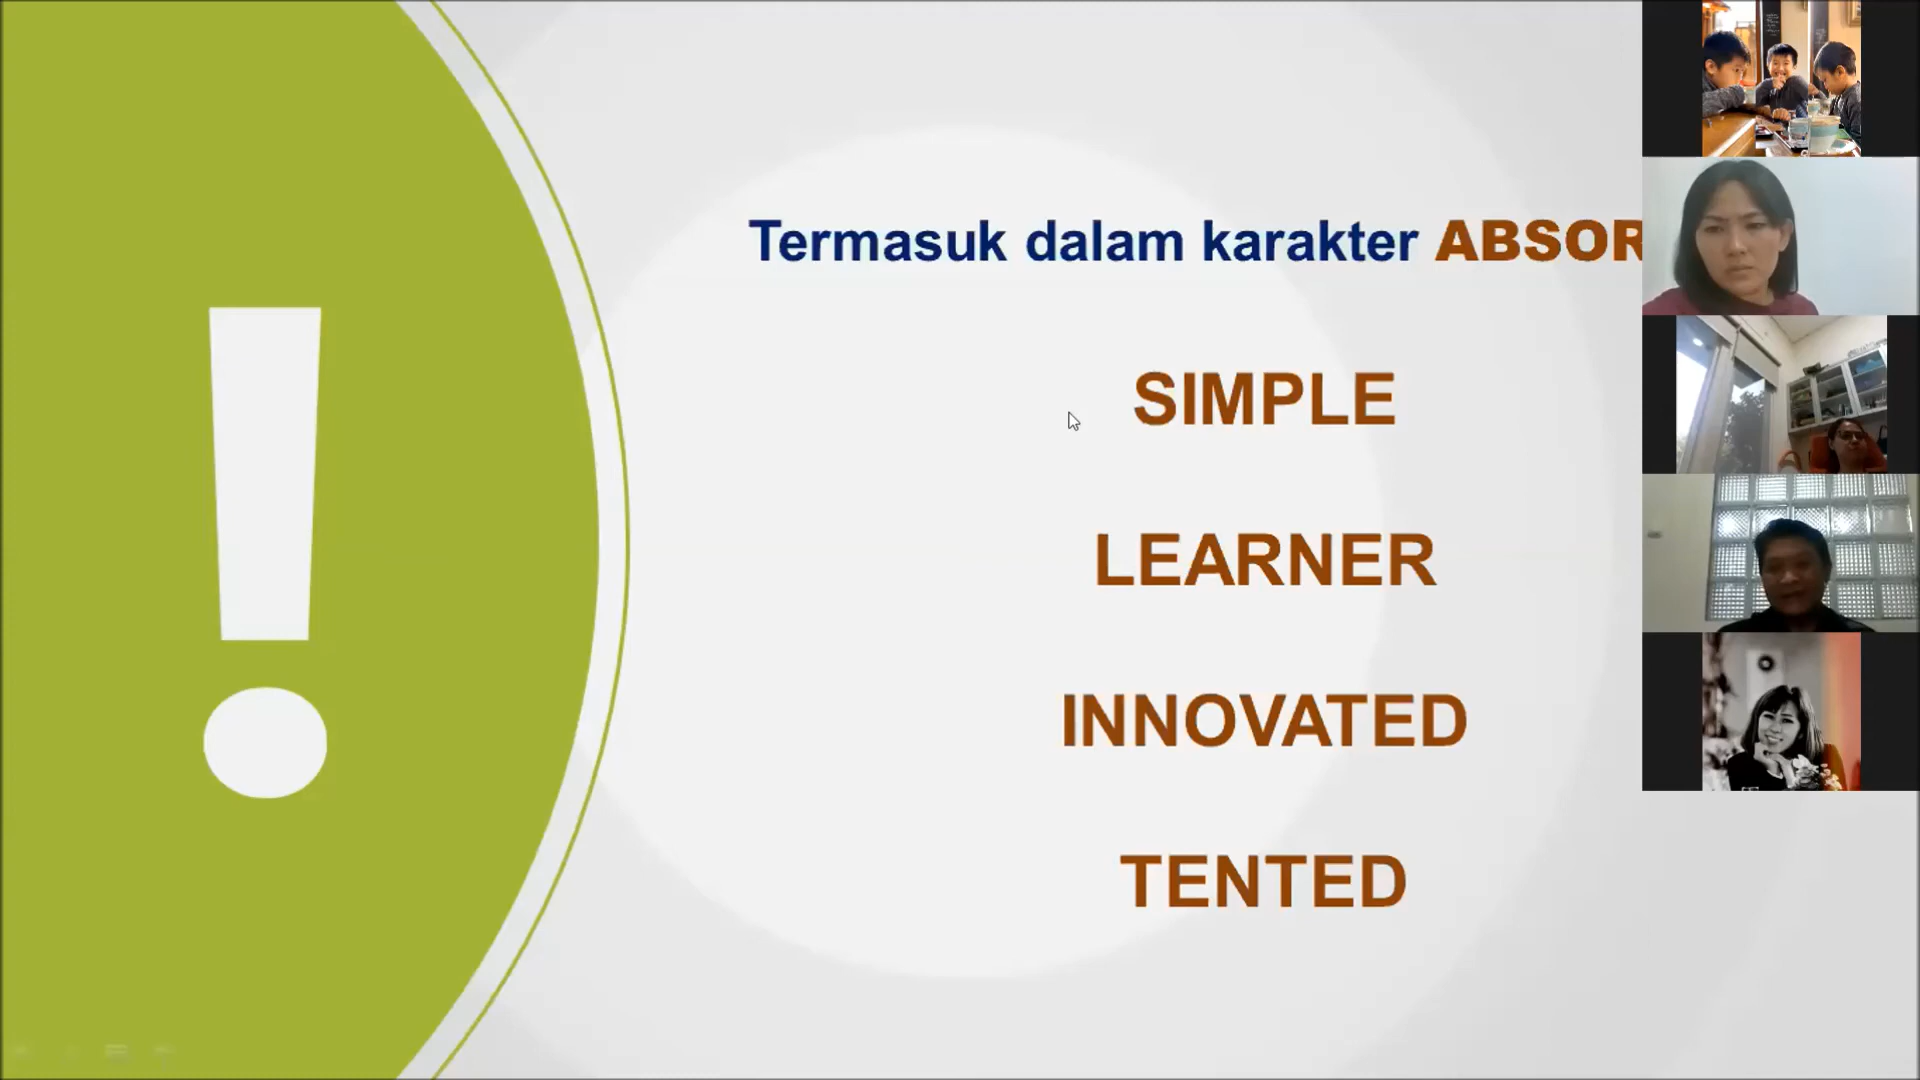 Termasuk dalam karakter ABSOR
SIMPLE
LEARNER
INNOVATED
TENTED